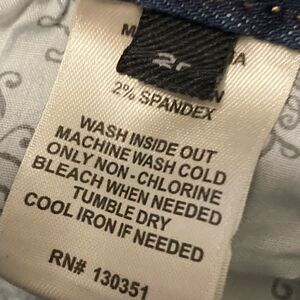 2r
2% SPANDEX
WASH INSIDE OUT
MACHINE WASH COLD
ONLY NON - CHLORINE
BLEACH WHEN NEEDED
TUMBLE DRY
COOL IRON IF NEEDED
RN# 130351